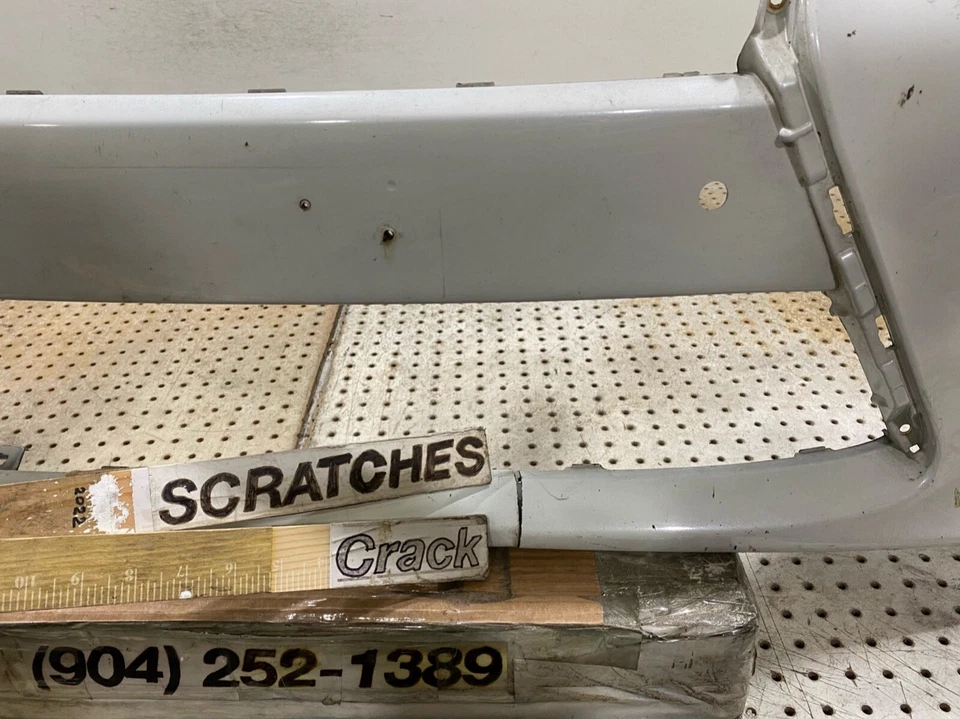 SCRATCHES
2022
Crack
(904) 252-1389